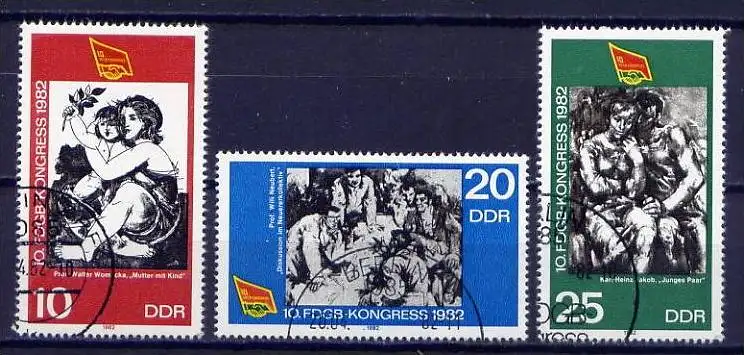 10. FDGB-KONGRESS 1982
Prof. Walter Womacka, „Mutter mit Kind“
10
DDR
1982
20
DDR
Prof. Willi Neubert,
„Diskussion im Neuererkollektiv“
10. FDGB-KONGRESS 1982
1982
10. FDGB-KONGRESS 1982
DDR
Karl-Heinz Jakob, „Junges Paar“
25
DDR
1982